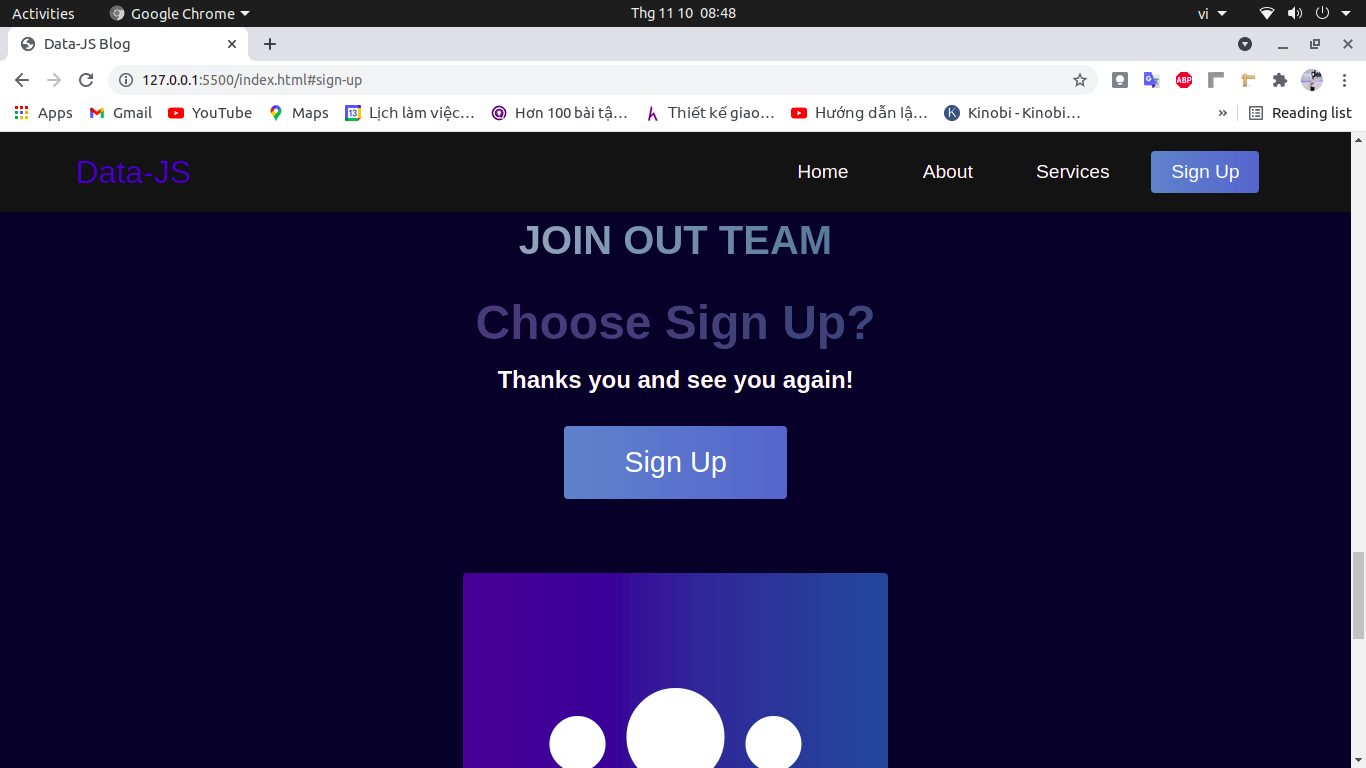 Activities Google Chrome Thg 11 10 08:48 vi
Data-JS Blog
127.0.0.1:5500/index.html#sign-up ABP
Apps Gmail YouTube Maps Lịch làm việc… Hơn 100 bài tậ… Thiết kế giao… Hướng dẫn lậ… Kinobi - Kinobi… » Reading list
Data-JS Home About Services Sign Up
JOIN OUT TEAM
Choose Sign Up?
Thanks you and see you again!
Sign Up